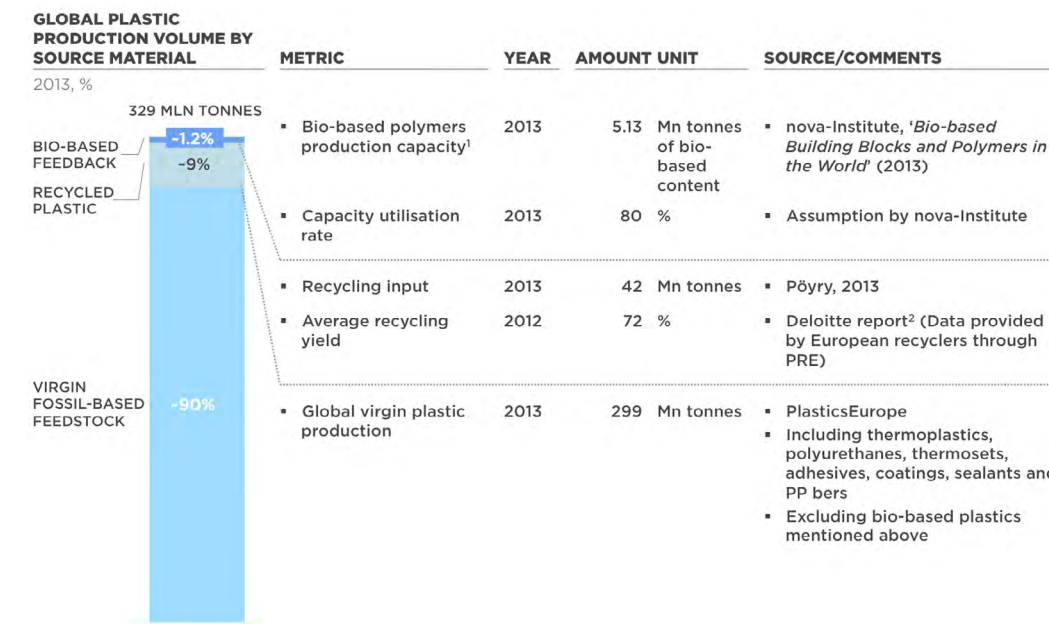 GLOBAL PLASTIC
PRODUCTION VOLUME BY
SOURCE MATERIAL
2013, %
329 MLN TONNES
~1.2%
BIO-BASED
FEEDBACK
~9%
RECYCLED
PLASTIC
VIRGIN
FOSSIL-BASED
FEEDSTOCK
~90%
METRIC YEAR AMOUNT UNIT SOURCE/COMMENTS
▪ Bio-based polymers 2013 5.13 Mn tonnes ▪ nova-Institute, ‘Bio-based
production capacity¹ of bio- Building Blocks and Polymers in
based the World’ (2013)
content
▪ Capacity utilisation 2013 80 % ▪ Assumption by nova-Institute
rate
▪ Recycling input 2013 42 Mn tonnes ▪ Pöyry, 2013
▪ Average recycling 2012 72 % ▪ Deloitte report² (Data provided
yield by European recyclers through
PRE)
▪ Global virgin plastic 2013 299 Mn tonnes ▪ PlasticsEurope
production
▪ Including thermoplastics,
polyurethanes, thermosets,
adhesives, coatings, sealants an
PP bers
▪ Excluding bio-based plastics
mentioned above